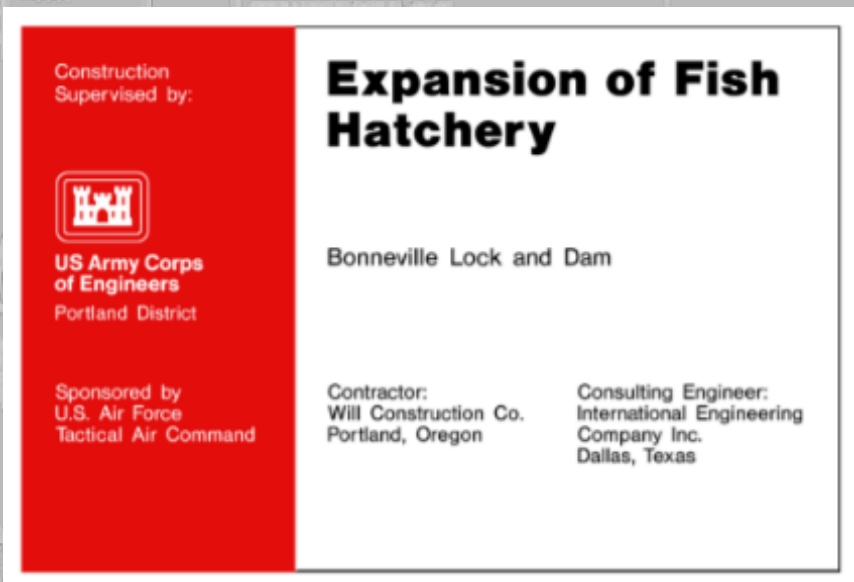 Construction
Supervised by:
US Army Corps
of Engineers
Portland District
Sponsored by
U.S. Air Force
Tactical Air Command
Expansion of Fish
Hatchery
Bonneville Lock and Dam
Contractor:
Will Construction Co.
Portland, Oregon
Consulting Engineer:
International Engineering
Company Inc.
Dallas, Texas